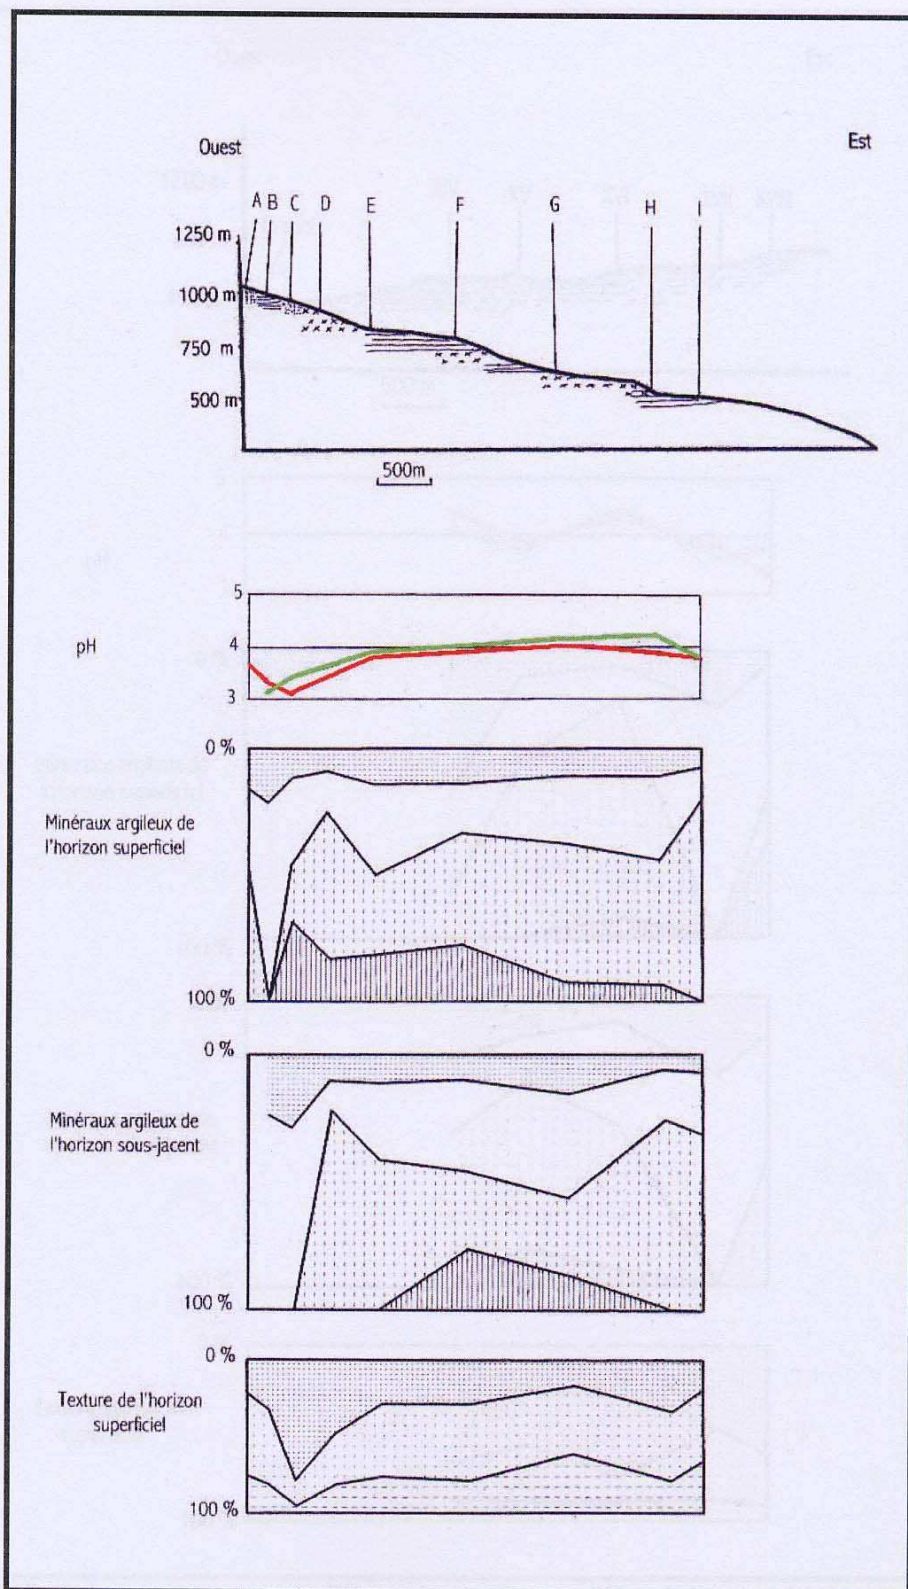 Ouest
Est
A B C D E F G H I
1250 m
1000 m
750 m
500 m
500m
5
pH
4
3
0 %
Minéraux argileux de
l'horizon superficiel
100 %
0 %
Minéraux argileux de
l'horizon sous-jacent
100 %
0 %
Texture de l'horizon
superficiel
100 %